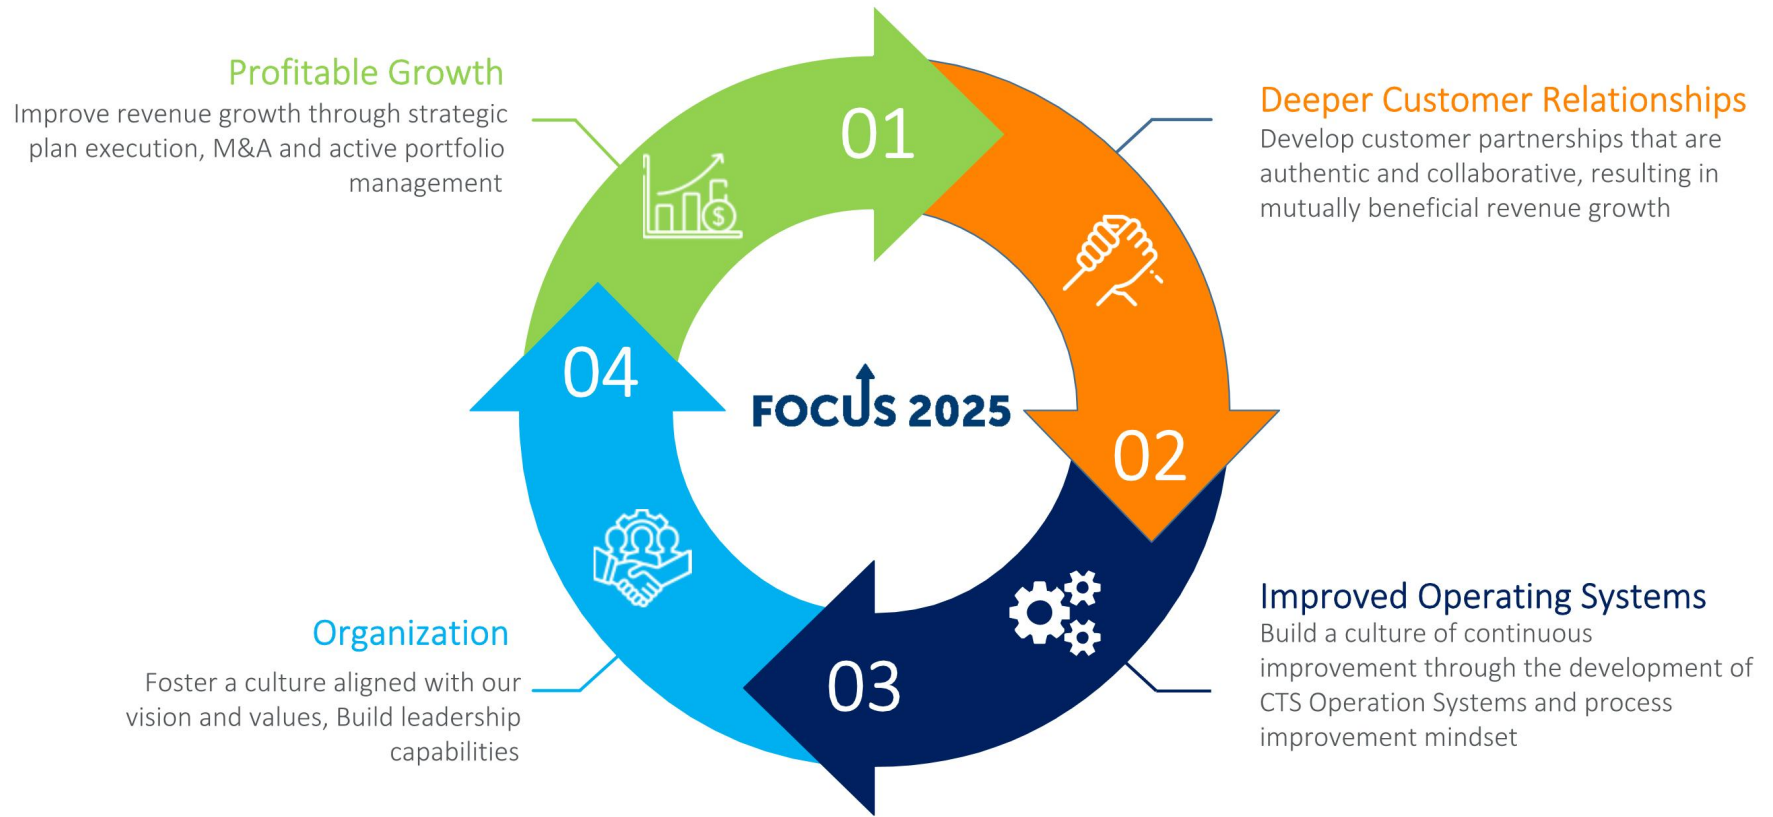 Profitable Growth
Improve revenue growth through strategic
plan execution, M&A and active portfolio
management
01
Deeper Customer Relationships
Develop customer partnerships that are
authentic and collaborative, resulting in
mutually beneficial revenue growth
02
FOCUS 2025
Improved Operating Systems
Build a culture of continuous
improvement through the development of
CTS Operation Systems and process
improvement mindset
03
Organization
Foster a culture aligned with our
vision and values, Build leadership
capabilities
04
$